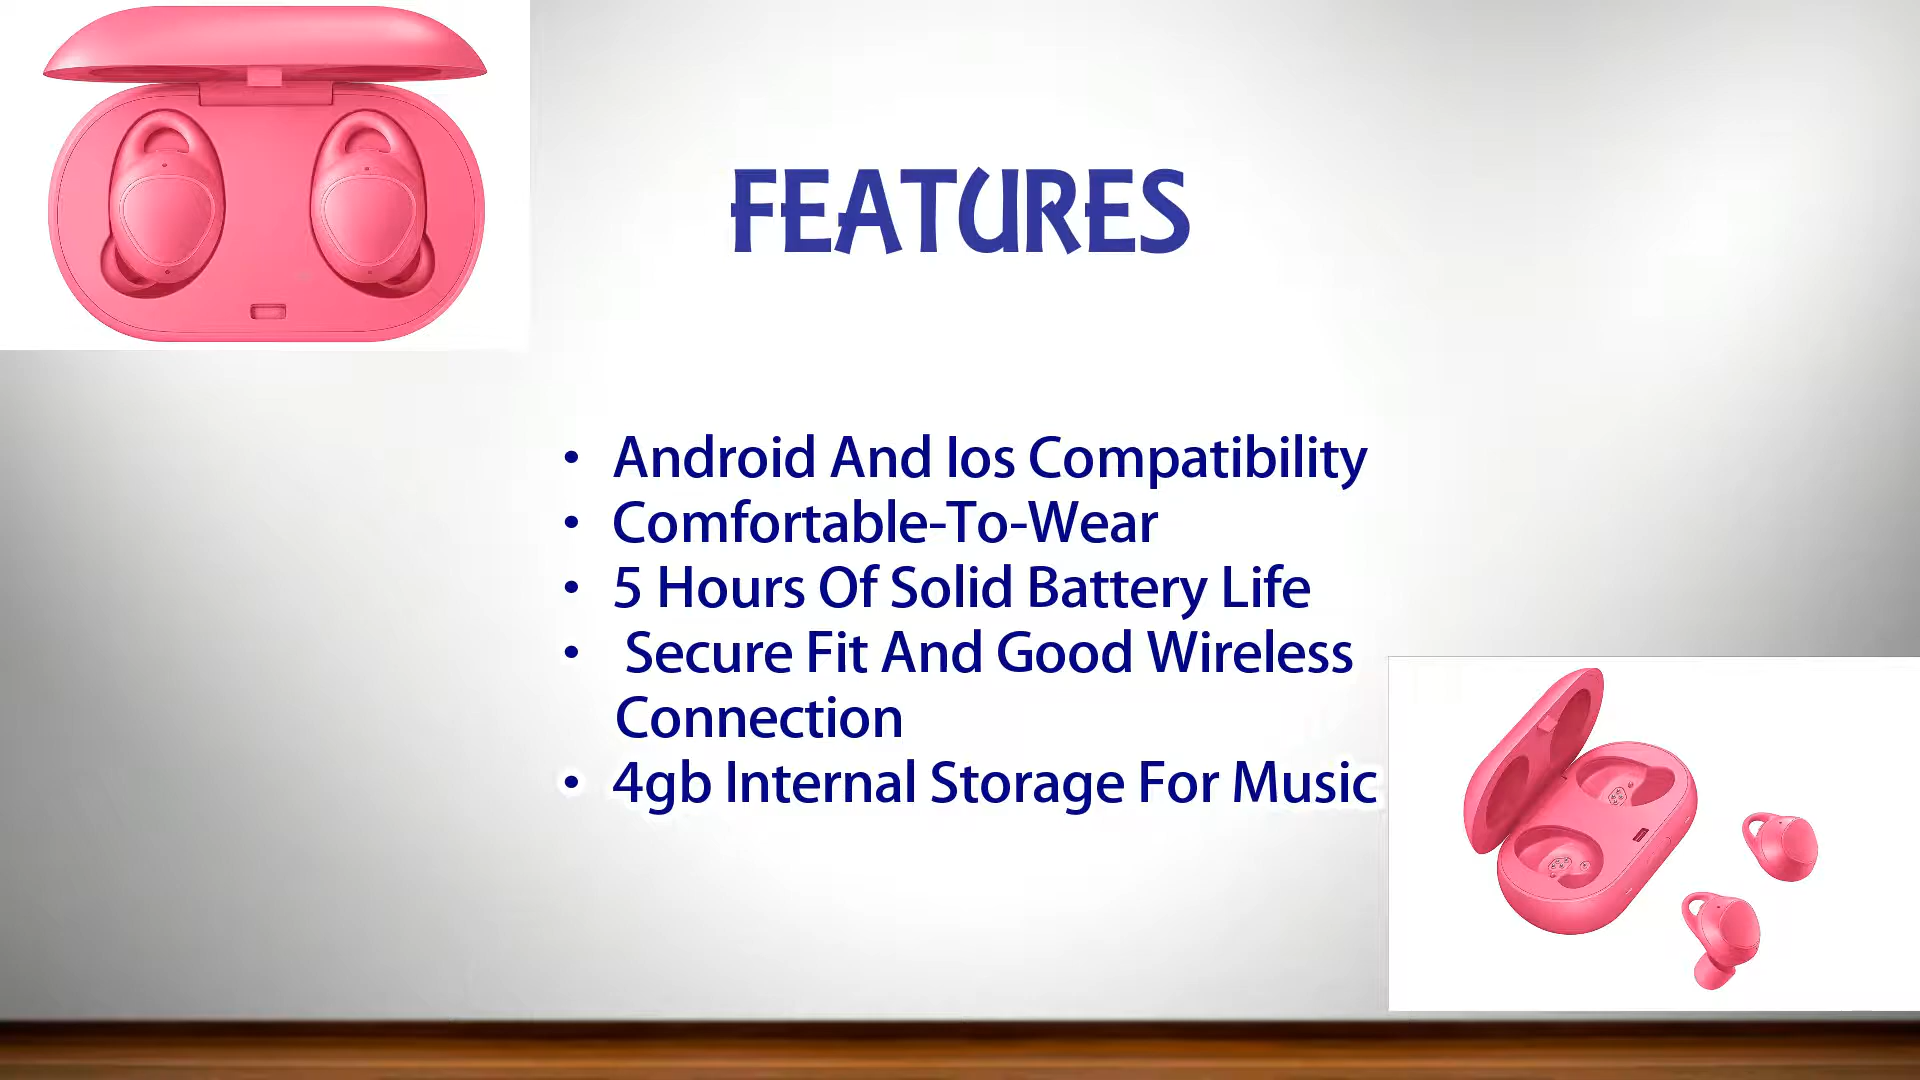 FEATURES
• Android And Ios Compatibility
• Comfortable-To-Wear
• 5 Hours Of Solid Battery Life
• Secure Fit And Good Wireless
Connection
• 4gb Internal Storage For Music